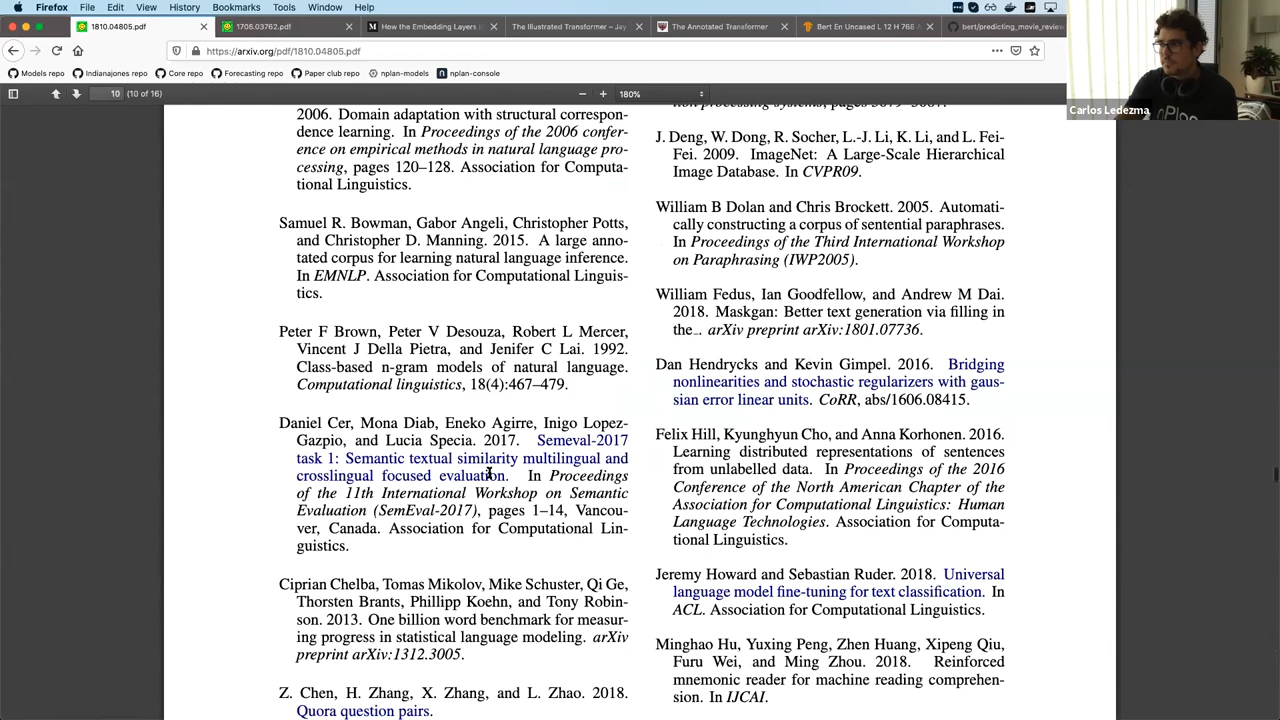 Firefox File Edit View History Bookmarks Tools Window Help
1810.04805.pdf 1706.03762.pdf How the Embedding Layers i The Illustrated Transformer – Jay The Annotated Transformer Bert En Uncased L 12 H 768 A bert/predicting_movie_review
https://arxiv.org/pdf/1810.04805.pdf
Models repo Indianajones repo Core repo Forecasting repo Paper club repo nplan-models nplan-console
10 (10 of 16) 180%
Carlos Ledezma
2006. Domain adaptation with structural correspon-
dence learning. In Proceedings of the 2006 confer-
ence on empirical methods in natural language pro-
cessing, pages 120–128. Association for Computa-
tional Linguistics.
Samuel R. Bowman, Gabor Angeli, Christopher Potts,
and Christopher D. Manning. 2015. A large anno-
tated corpus for learning natural language inference.
In EMNLP. Association for Computational Linguis-
tics.
Peter F Brown, Peter V Desouza, Robert L Mercer,
Vincent J Della Pietra, and Jenifer C Lai. 1992.
Class-based n-gram models of natural language.
Computational linguistics, 18(4):467–479.
Daniel Cer, Mona Diab, Eneko Agirre, Inigo Lopez-
Gazpio, and Lucia Specia. 2017. Semeval-2017
task 1: Semantic textual similarity multilingual and
crosslingual focused evaluation. In Proceedings
of the 11th International Workshop on Semantic
Evaluation (SemEval-2017), pages 1–14, Vancou-
ver, Canada. Association for Computational Lin-
guistics.
Ciprian Chelba, Tomas Mikolov, Mike Schuster, Qi Ge,
Thorsten Brants, Phillipp Koehn, and Tony Robin-
son. 2013. One billion word benchmark for measur-
ing progress in statistical language modeling. arXiv
preprint arXiv:1312.3005.
Z. Chen, H. Zhang, X. Zhang, and L. Zhao. 2018.
Quora question pairs.
tion processing systems, pages 3079–3087.
J. Deng, W. Dong, R. Socher, L.-J. Li, K. Li, and L. Fei-
Fei. 2009. ImageNet: A Large-Scale Hierarchical
Image Database. In CVPR09.
William B Dolan and Chris Brockett. 2005. Automati-
cally constructing a corpus of sentential paraphrases.
In Proceedings of the Third International Workshop
on Paraphrasing (IWP2005).
William Fedus, Ian Goodfellow, and Andrew M Dai.
2018. Maskgan: Better text generation via filling in
the_. arXiv preprint arXiv:1801.07736.
Dan Hendrycks and Kevin Gimpel. 2016. Bridging
nonlinearities and stochastic regularizers with gaus-
sian error linear units. CoRR, abs/1606.08415.
Felix Hill, Kyunghyun Cho, and Anna Korhonen. 2016.
Learning distributed representations of sentences
from unlabelled data. In Proceedings of the 2016
Conference of the North American Chapter of the
Association for Computational Linguistics: Human
Language Technologies. Association for Computa-
tional Linguistics.
Jeremy Howard and Sebastian Ruder. 2018. Universal
language model fine-tuning for text classification. In
ACL. Association for Computational Linguistics.
Minghao Hu, Yuxing Peng, Zhen Huang, Xipeng Qiu,
Furu Wei, and Ming Zhou. 2018. Reinforced
mnemonic reader for machine reading comprehen-
sion. In IJCAI.